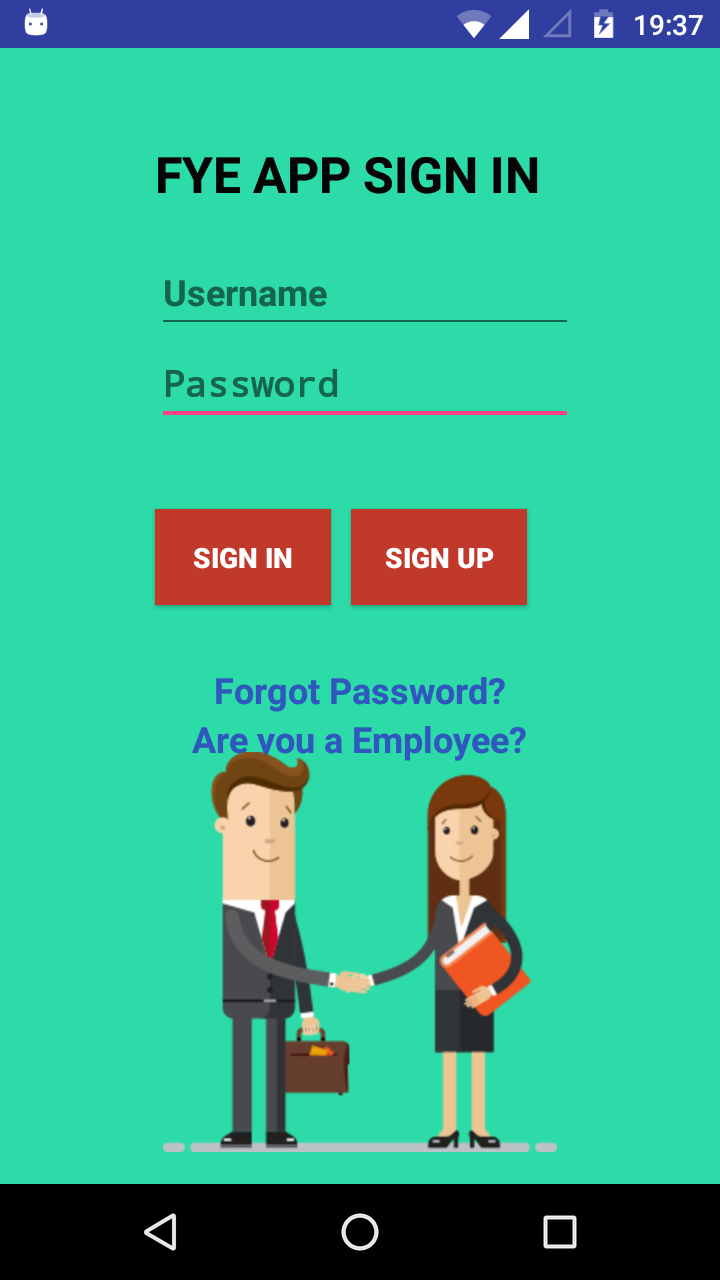 19:37
FYE APP SIGN IN
Username
Password
SIGN IN SIGN UP
Forgot Password?
Are you a Employee?